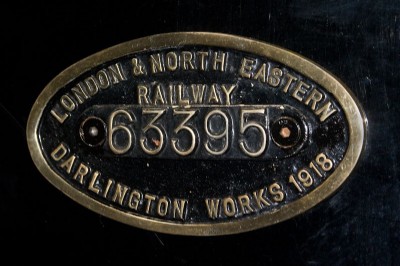 LONDON & NORTH EASTERN
RAILWAY
63395
DARLINGTON WORKS 1918